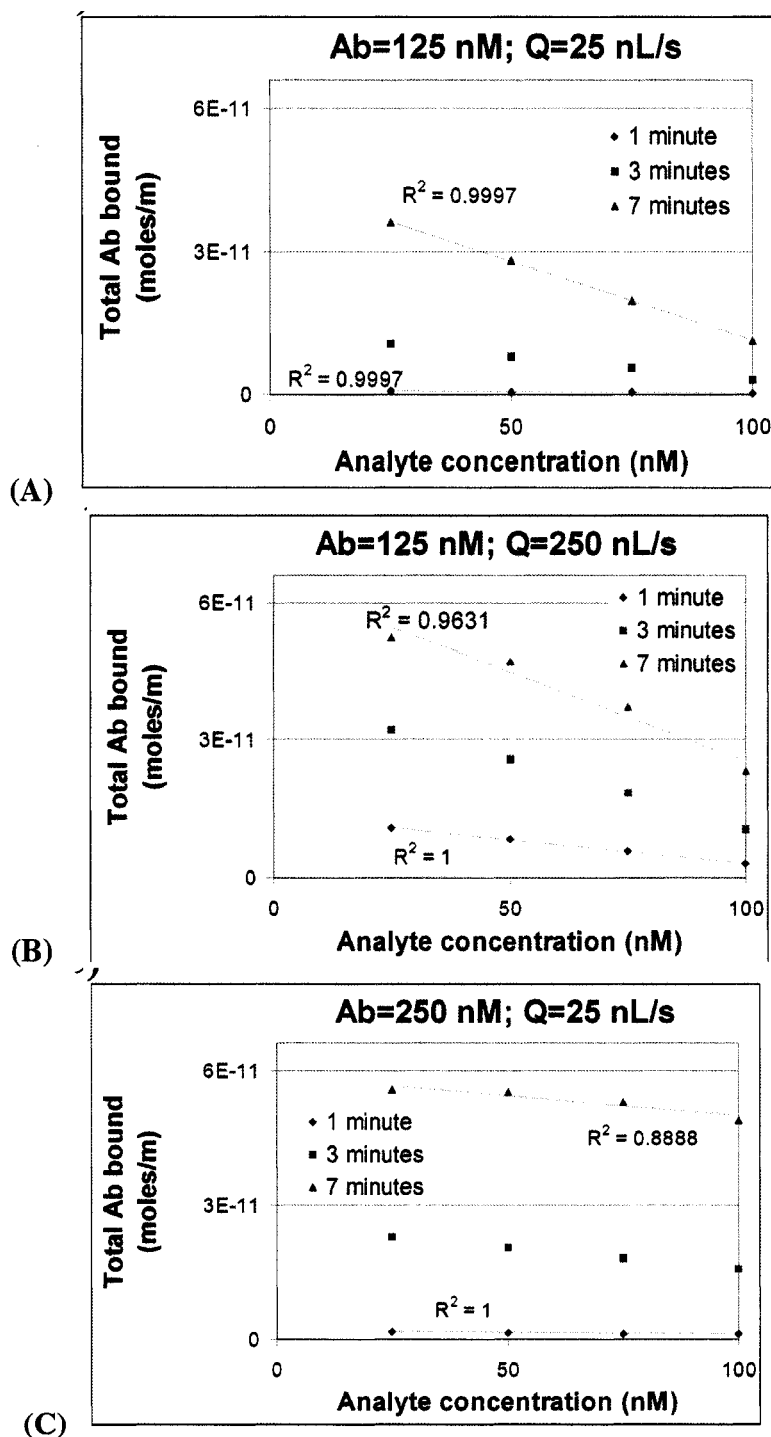 Ab=125 nM; Q=25 nL/s
Total Ab bound
(moles/m)
6E-11
3E-11
0
1 minute
3 minutes
7 minutes
R² = 0.9997
R² = 0.9997
0
50
100
Analyte concentration (nM)
(A)
Ab=125 nM; Q=250 nL/s
Total Ab bound
(moles/m)
6E-11
3E-11
0
1 minute
3 minutes
7 minutes
R² = 0.9631
R² = 1
0
50
100
Analyte concentration (nM)
(B)
Ab=250 nM; Q=25 nL/s
Total Ab bound
(moles/m)
6E-11
3E-11
0
1 minute
3 minutes
7 minutes
R² = 0.8888
R² = 1
0
50
100
Analyte concentration (nM)
(C)